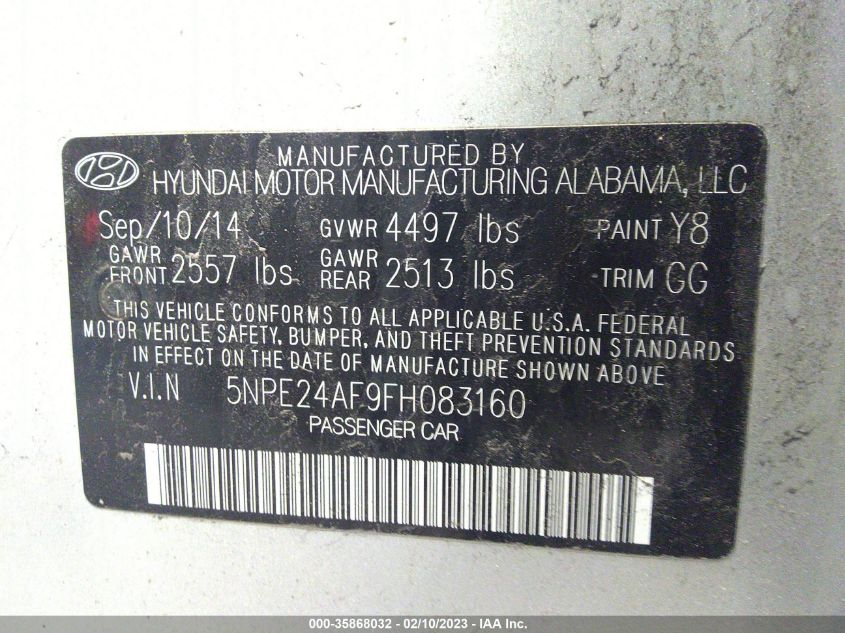 MANUFACTURED BY
HYUNDAI MOTOR MANUFACTURING ALABAMA, LLC
Sep/10/14 GVWR 4497 lbs PAINT Y8
GAWR FRONT 2557 lbs GAWR REAR 2513 lbs TRIM GG
THIS VEHICLE CONFORMS TO ALL APPLICABLE U.S.A. FEDERAL
MOTOR VEHICLE SAFETY, BUMPER, AND THEFT PREVENTION STANDARDS
IN EFFECT ON THE DATE OF MANUFACTURE SHOWN ABOVE.
V.I.N 5NPE24AF9FH083160
PASSENGER CAR
000-35868032 - 02/10/2023 - IAA Inc.